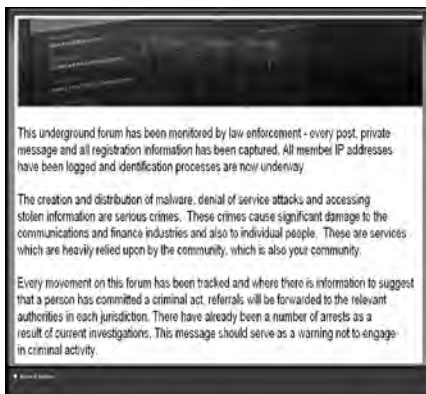 This underground forum has been monitored by law enforcement - every post, private
message and all registration information has been captured. All member IP addresses
have been logged and identification processes are now underway
The creation and distribution of malware, denial of service attacks and accessing
stolen information are serious crimes. These crimes cause significant damage to the
communications and finance industries and also to individual people. These are services
which are heavily relied upon by the community, which is also your community.
Every movement on this forum has been tracked and where there is information to suggest
that a person has committed a criminal act, referrals will be forwarded to the relevant
authorities in each jurisdiction. There have already been a number of arrests as a
result of current investigations. This message should serve as a warning not to engage
in criminal activity.